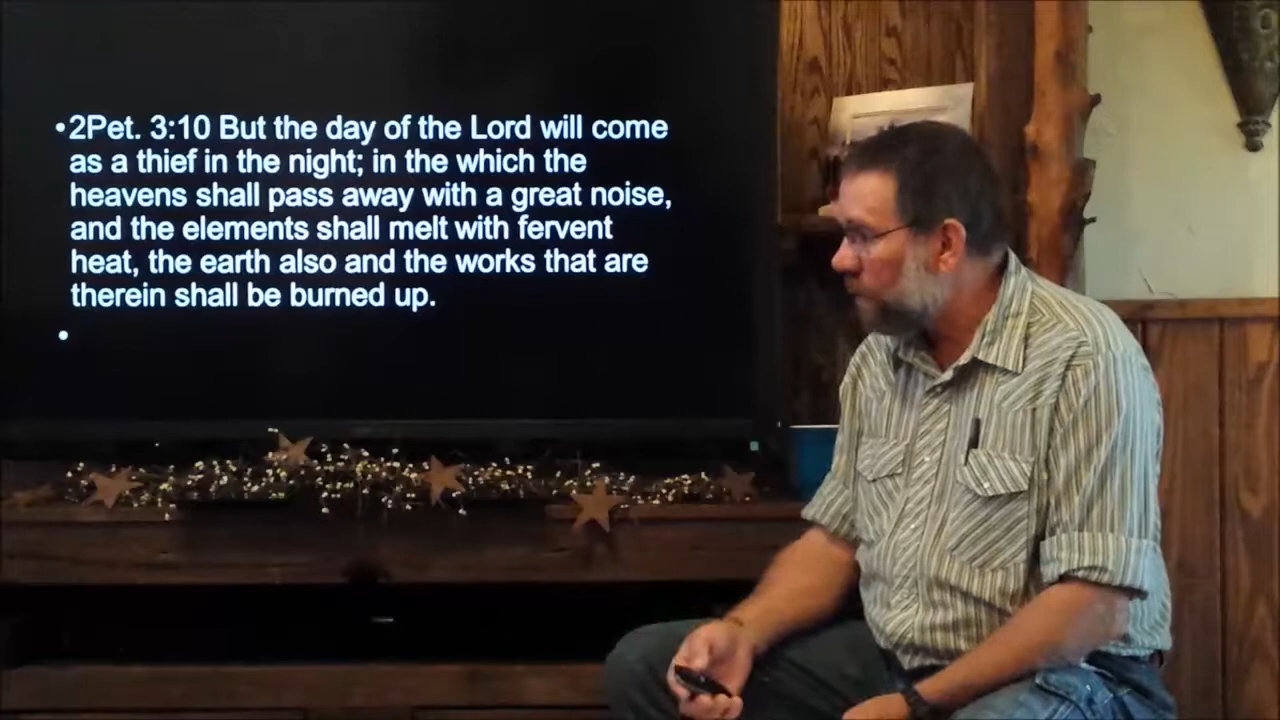 •2Pet. 3:10 But the day of the Lord will come
as a thief in the night; in the which the
heavens shall pass away with a great noise,
and the elements shall melt with fervent
heat, the earth also and the works that are
therein shall be burned up.
•